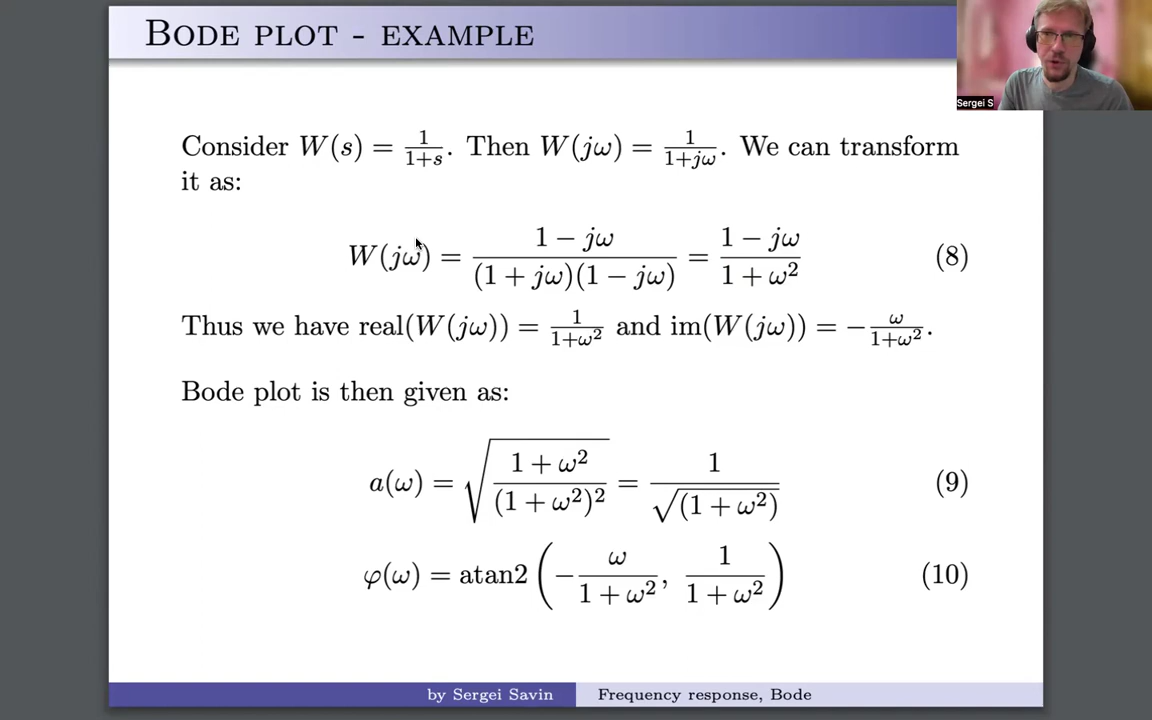 BODE PLOT - EXAMPLE
Sergei S
Consider W(s) = 1/(1+s). Then W(jω) = 1/(1+jω). We can transform
it as:
W(jω) = (1 − jω)/((1 + jω)(1 − jω)) = (1 − jω)/(1 + ω²) (8)
Thus we have real(W(jω)) = 1/(1+ω²) and im(W(jω)) = −ω/(1+ω²).
Bode plot is then given as:
a(ω) = √((1 + ω²)/(1 + ω²)²) = 1/√(1 + ω²) (9)
φ(ω) = atan2(−ω/(1 + ω²), 1/(1 + ω²)) (10)
by Sergei Savin Frequency response, Bode